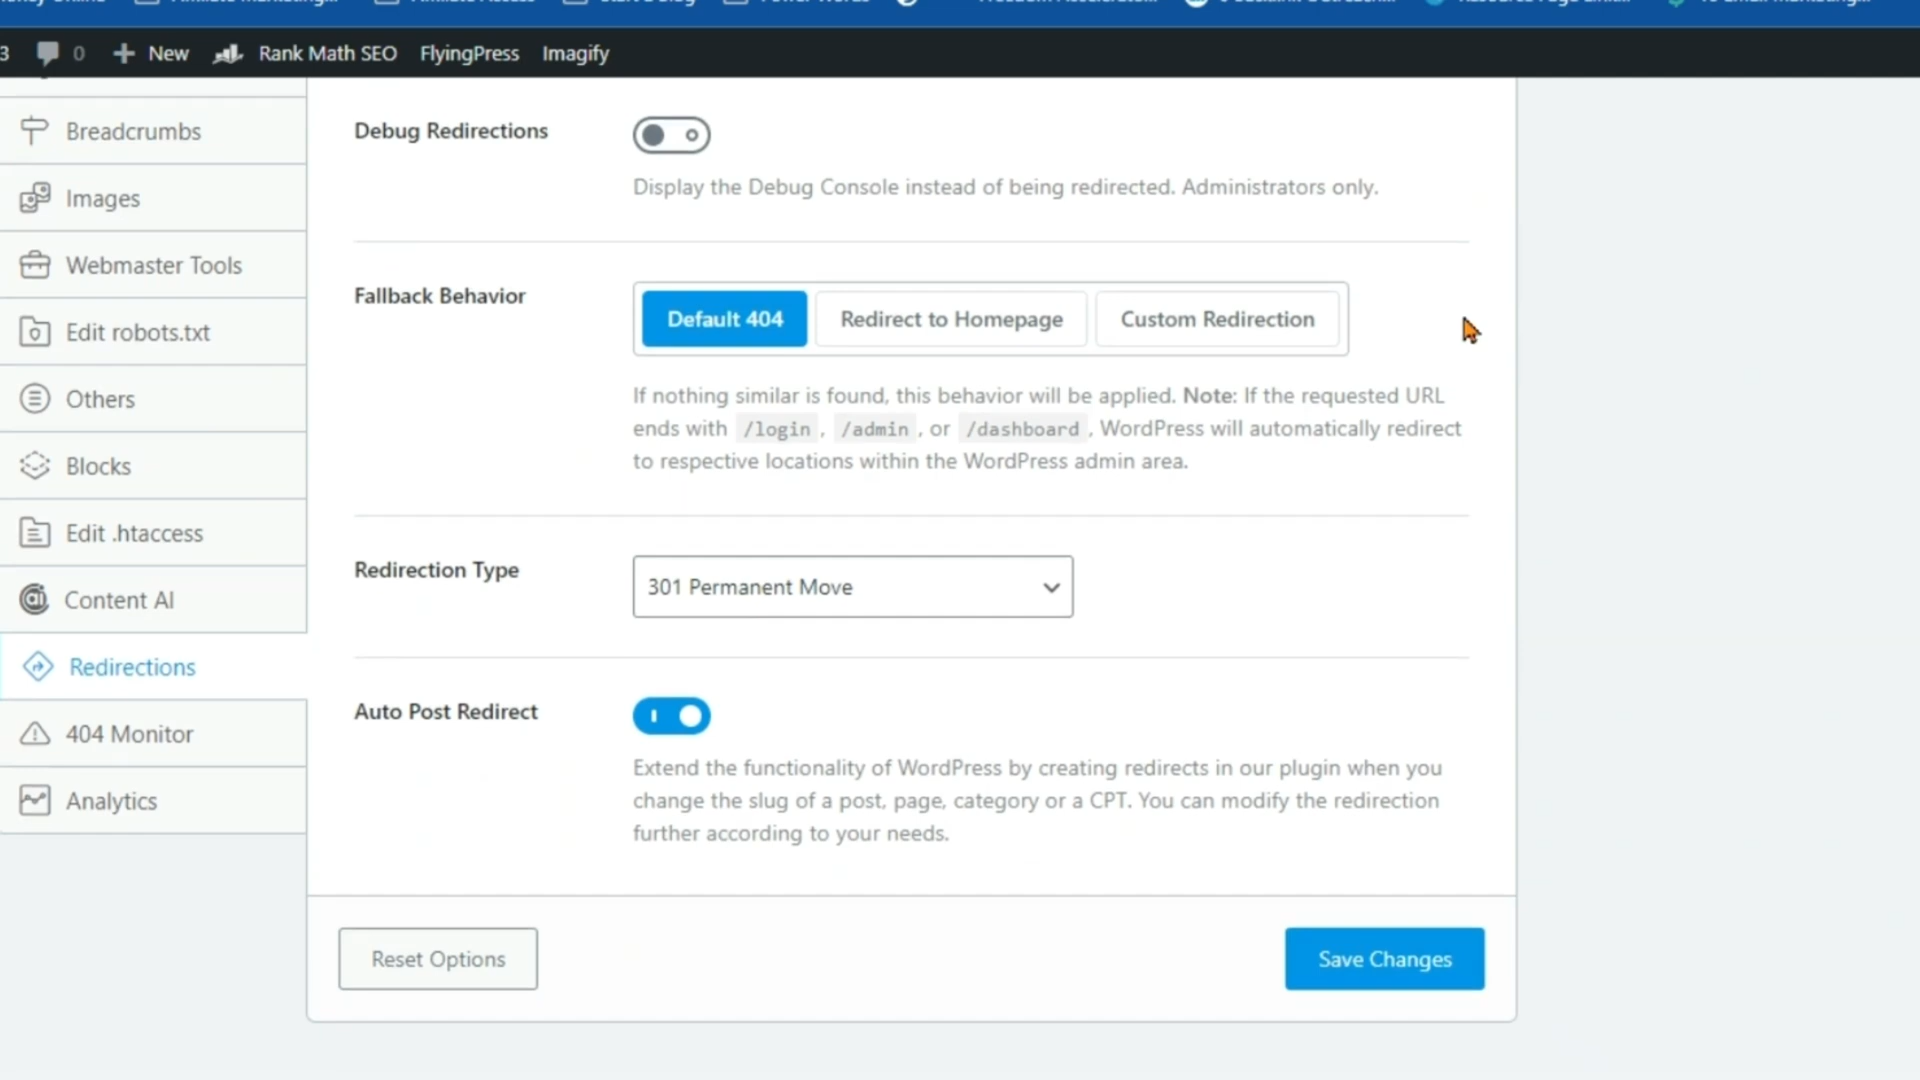 3 0 New Rank Math SEO FlyingPress Imagify
Breadcrumbs
Images
Webmaster Tools
Edit robots.txt
Others
Blocks
Edit .htaccess
Content AI
Redirections
404 Monitor
Analytics
Debug Redirections
Display the Debug Console instead of being redirected. Administrators only.
Fallback Behavior
Default 404 Redirect to Homepage Custom Redirection
If nothing similar is found, this behavior will be applied. Note: If the requested URL
ends with /login , /admin , or /dashboard , WordPress will automatically redirect
to respective locations within the WordPress admin area.
Redirection Type
301 Permanent Move
Auto Post Redirect
Extend the functionality of WordPress by creating redirects in our plugin when you
change the slug of a post, page, category or a CPT. You can modify the redirection
further according to your needs.
Reset Options Save Changes